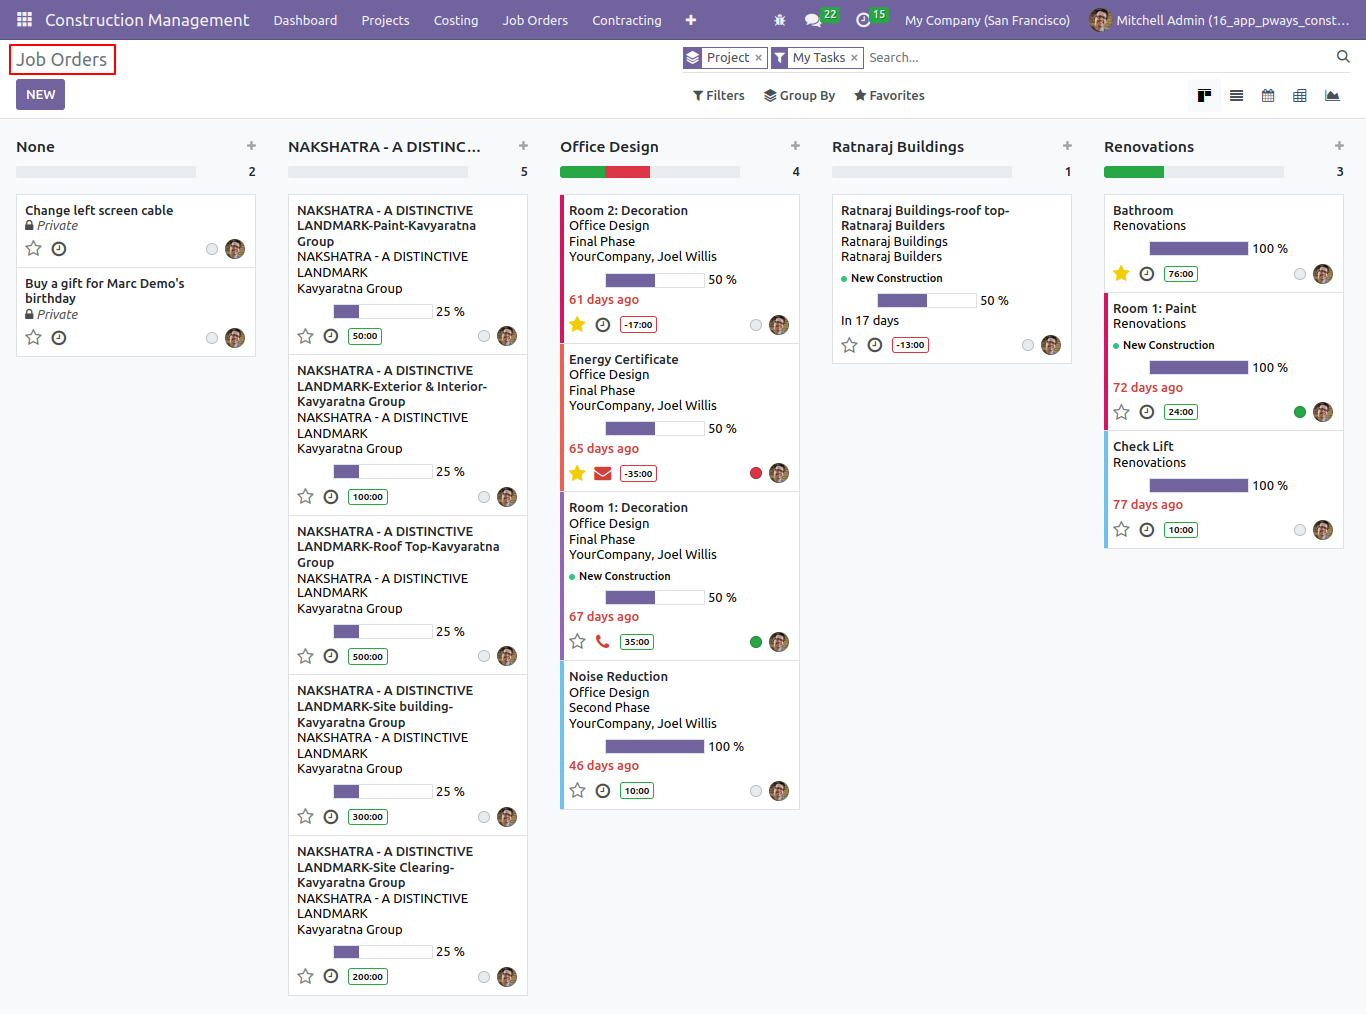 Construction Management
Dashboard
Projects
Costing
Job Orders
Contracting
22
15
My Company (San Francisco)
Mitchell Admin (16_app_pways_const...
Job Orders
Project ×
My Tasks ×
Search...
NEW
Filters
Group By
Favorites
None
2
Change left screen cable
Private
Buy a gift for Marc Demo's
birthday
Private
NAKSHATRA - A DISTINC...
5
NAKSHATRA - A DISTINCTIVE
LANDMARK-Paint-Kavyaratna
Group
NAKSHATRA - A DISTINCTIVE
LANDMARK
Kavyaratna Group
25 %
50:00
NAKSHATRA - A DISTINCTIVE
LANDMARK-Exterior & Interior-
Kavyaratna Group
NAKSHATRA - A DISTINCTIVE
LANDMARK
Kavyaratna Group
25 %
100:00
NAKSHATRA - A DISTINCTIVE
LANDMARK-Roof Top-Kavyaratna
Group
NAKSHATRA - A DISTINCTIVE
LANDMARK
Kavyaratna Group
25 %
500:00
NAKSHATRA - A DISTINCTIVE
LANDMARK-Site building-
Kavyaratna Group
NAKSHATRA - A DISTINCTIVE
LANDMARK
Kavyaratna Group
25 %
300:00
NAKSHATRA - A DISTINCTIVE
LANDMARK-Site Clearing-
Kavyaratna Group
NAKSHATRA - A DISTINCTIVE
LANDMARK
Kavyaratna Group
25 %
200:00
Office Design
4
Room 2: Decoration
Office Design
Final Phase
YourCompany, Joel Willis
50 %
61 days ago
-17:00
Energy Certificate
Office Design
Final Phase
YourCompany, Joel Willis
50 %
65 days ago
-35:00
Room 1: Decoration
Office Design
Final Phase
YourCompany, Joel Willis
New Construction
50 %
67 days ago
35:00
Noise Reduction
Office Design
Second Phase
YourCompany, Joel Willis
100 %
46 days ago
10:00
Ratnaraj Buildings
1
Ratnaraj Buildings-roof top-
Ratnaraj Builders
Ratnaraj Buildings
Ratnaraj Builders
New Construction
50 %
In 17 days
-13:00
Renovations
3
Bathroom
Renovations
100 %
76:00
Room 1: Paint
Renovations
New Construction
100 %
72 days ago
24:00
Check Lift
Renovations
100 %
77 days ago
10:00